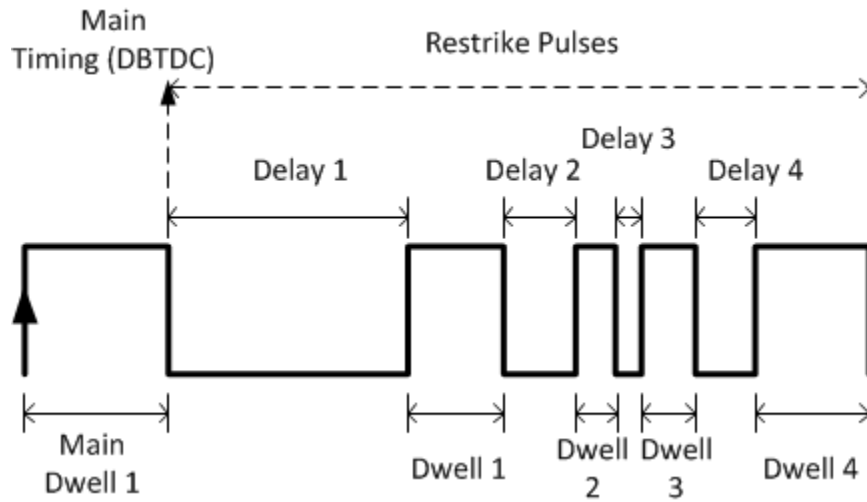 Main
Timing (DBTDC)
Restrike Pulses
Delay 3
Delay 1
Delay 2
Delay 4
Main
Dwell 1
Dwell 1
Dwell
2
Dwell
3
Dwell 4